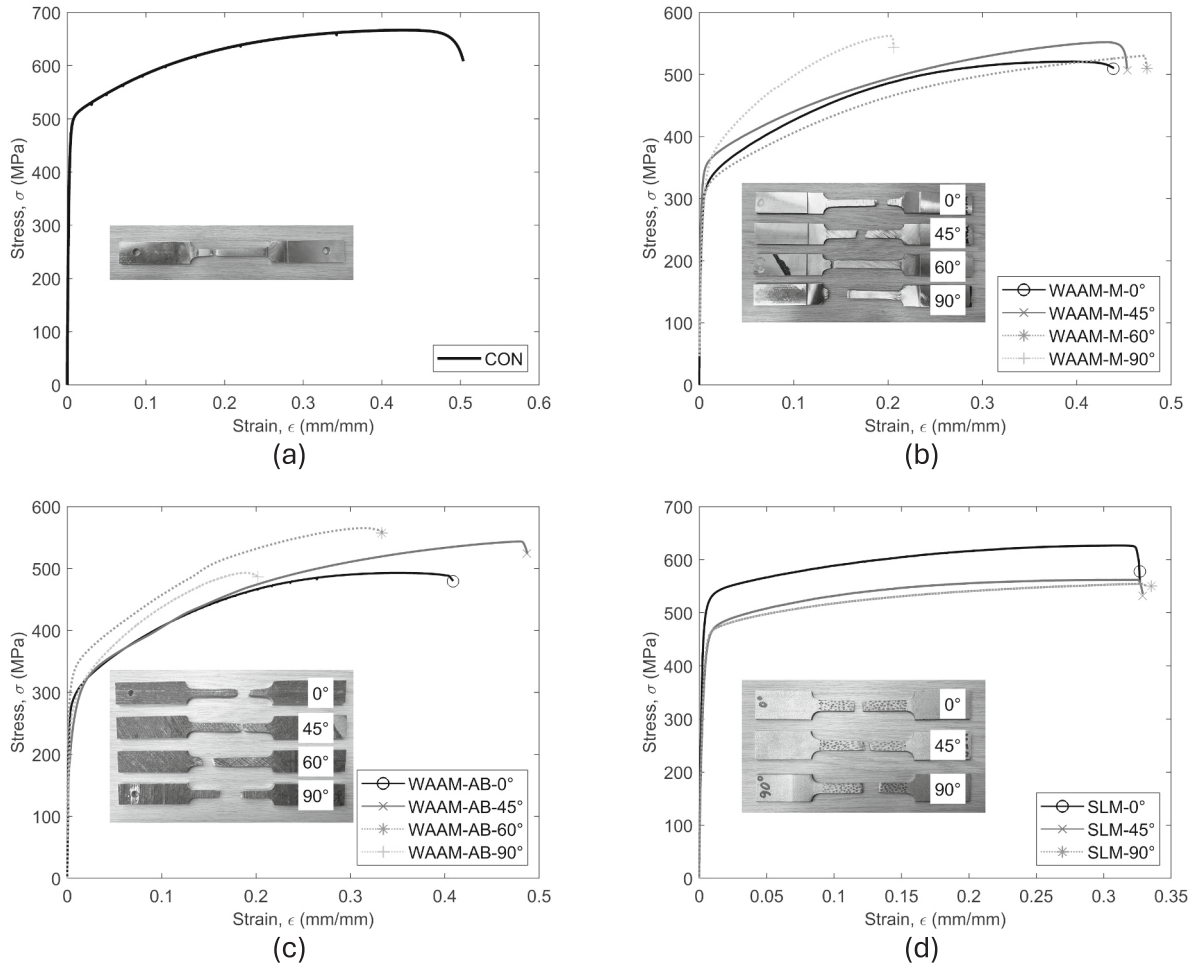 700
600
500
400
300
200
100
0
Stress, σ (MPa)
CON
0 0.1 0.2 0.3 0.4 0.5 0.6
Strain, ϵ (mm/mm)
(a)
600
500
400
300
200
100
0
Stress, σ (MPa)
0°
45°
60°
90°
WAAM-M-0°
WAAM-M-45°
WAAM-M-60°
WAAM-M-90°
0 0.1 0.2 0.3 0.4 0.5
Strain, ϵ (mm/mm)
(b)
600
500
400
300
200
100
0
Stress, σ (MPa)
0°
45°
60°
90°
WAAM-AB-0°
WAAM-AB-45°
WAAM-AB-60°
WAAM-AB-90°
0 0.1 0.2 0.3 0.4 0.5
Strain, ϵ (mm/mm)
(c)
700
600
500
400
300
200
100
0
Stress, σ (MPa)
0° 0°
45°
90° 90°
SLM-0°
SLM-45°
SLM-90°
0 0.05 0.1 0.15 0.2 0.25 0.3 0.35
Strain, ϵ (mm/mm)
(d)